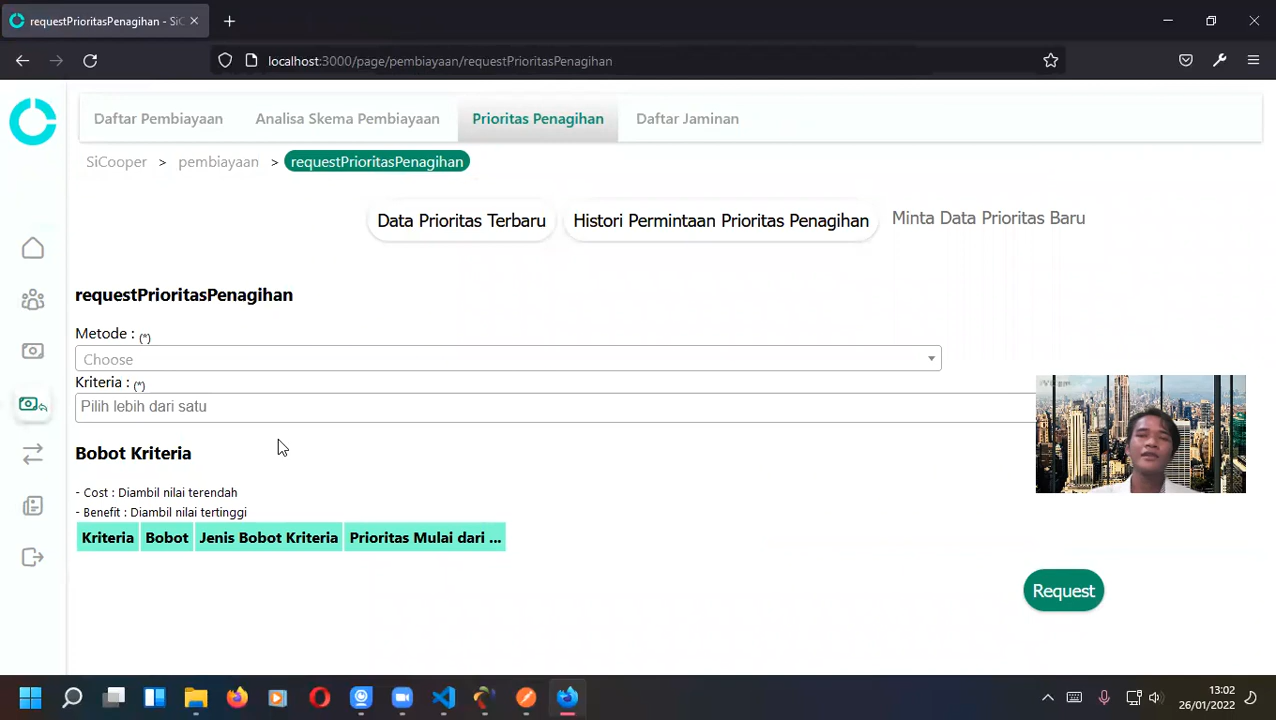 requestPrioritasPenagihan - SiC
localhost:3000/page/pembiayaan/requestPrioritasPenagihan
Daftar Pembiayaan
Analisa Skema Pembiayaan
Prioritas Penagihan
Daftar Jaminan
SiCooper > pembiayaan > requestPrioritasPenagihan
Data Prioritas Terbaru
Histori Permintaan Prioritas Penagihan
Minta Data Prioritas Baru
requestPrioritasPenagihan
Metode : (*)
Choose
Kriteria : (*)
Pilih lebih dari satu
Bobot Kriteria
- Cost : Diambil nilai terendah
- Benefit : Diambil nilai tertinggi
Kriteria Bobot Jenis Bobot Kriteria Prioritas Mulai dari ...
Request
13:02
26/01/2022